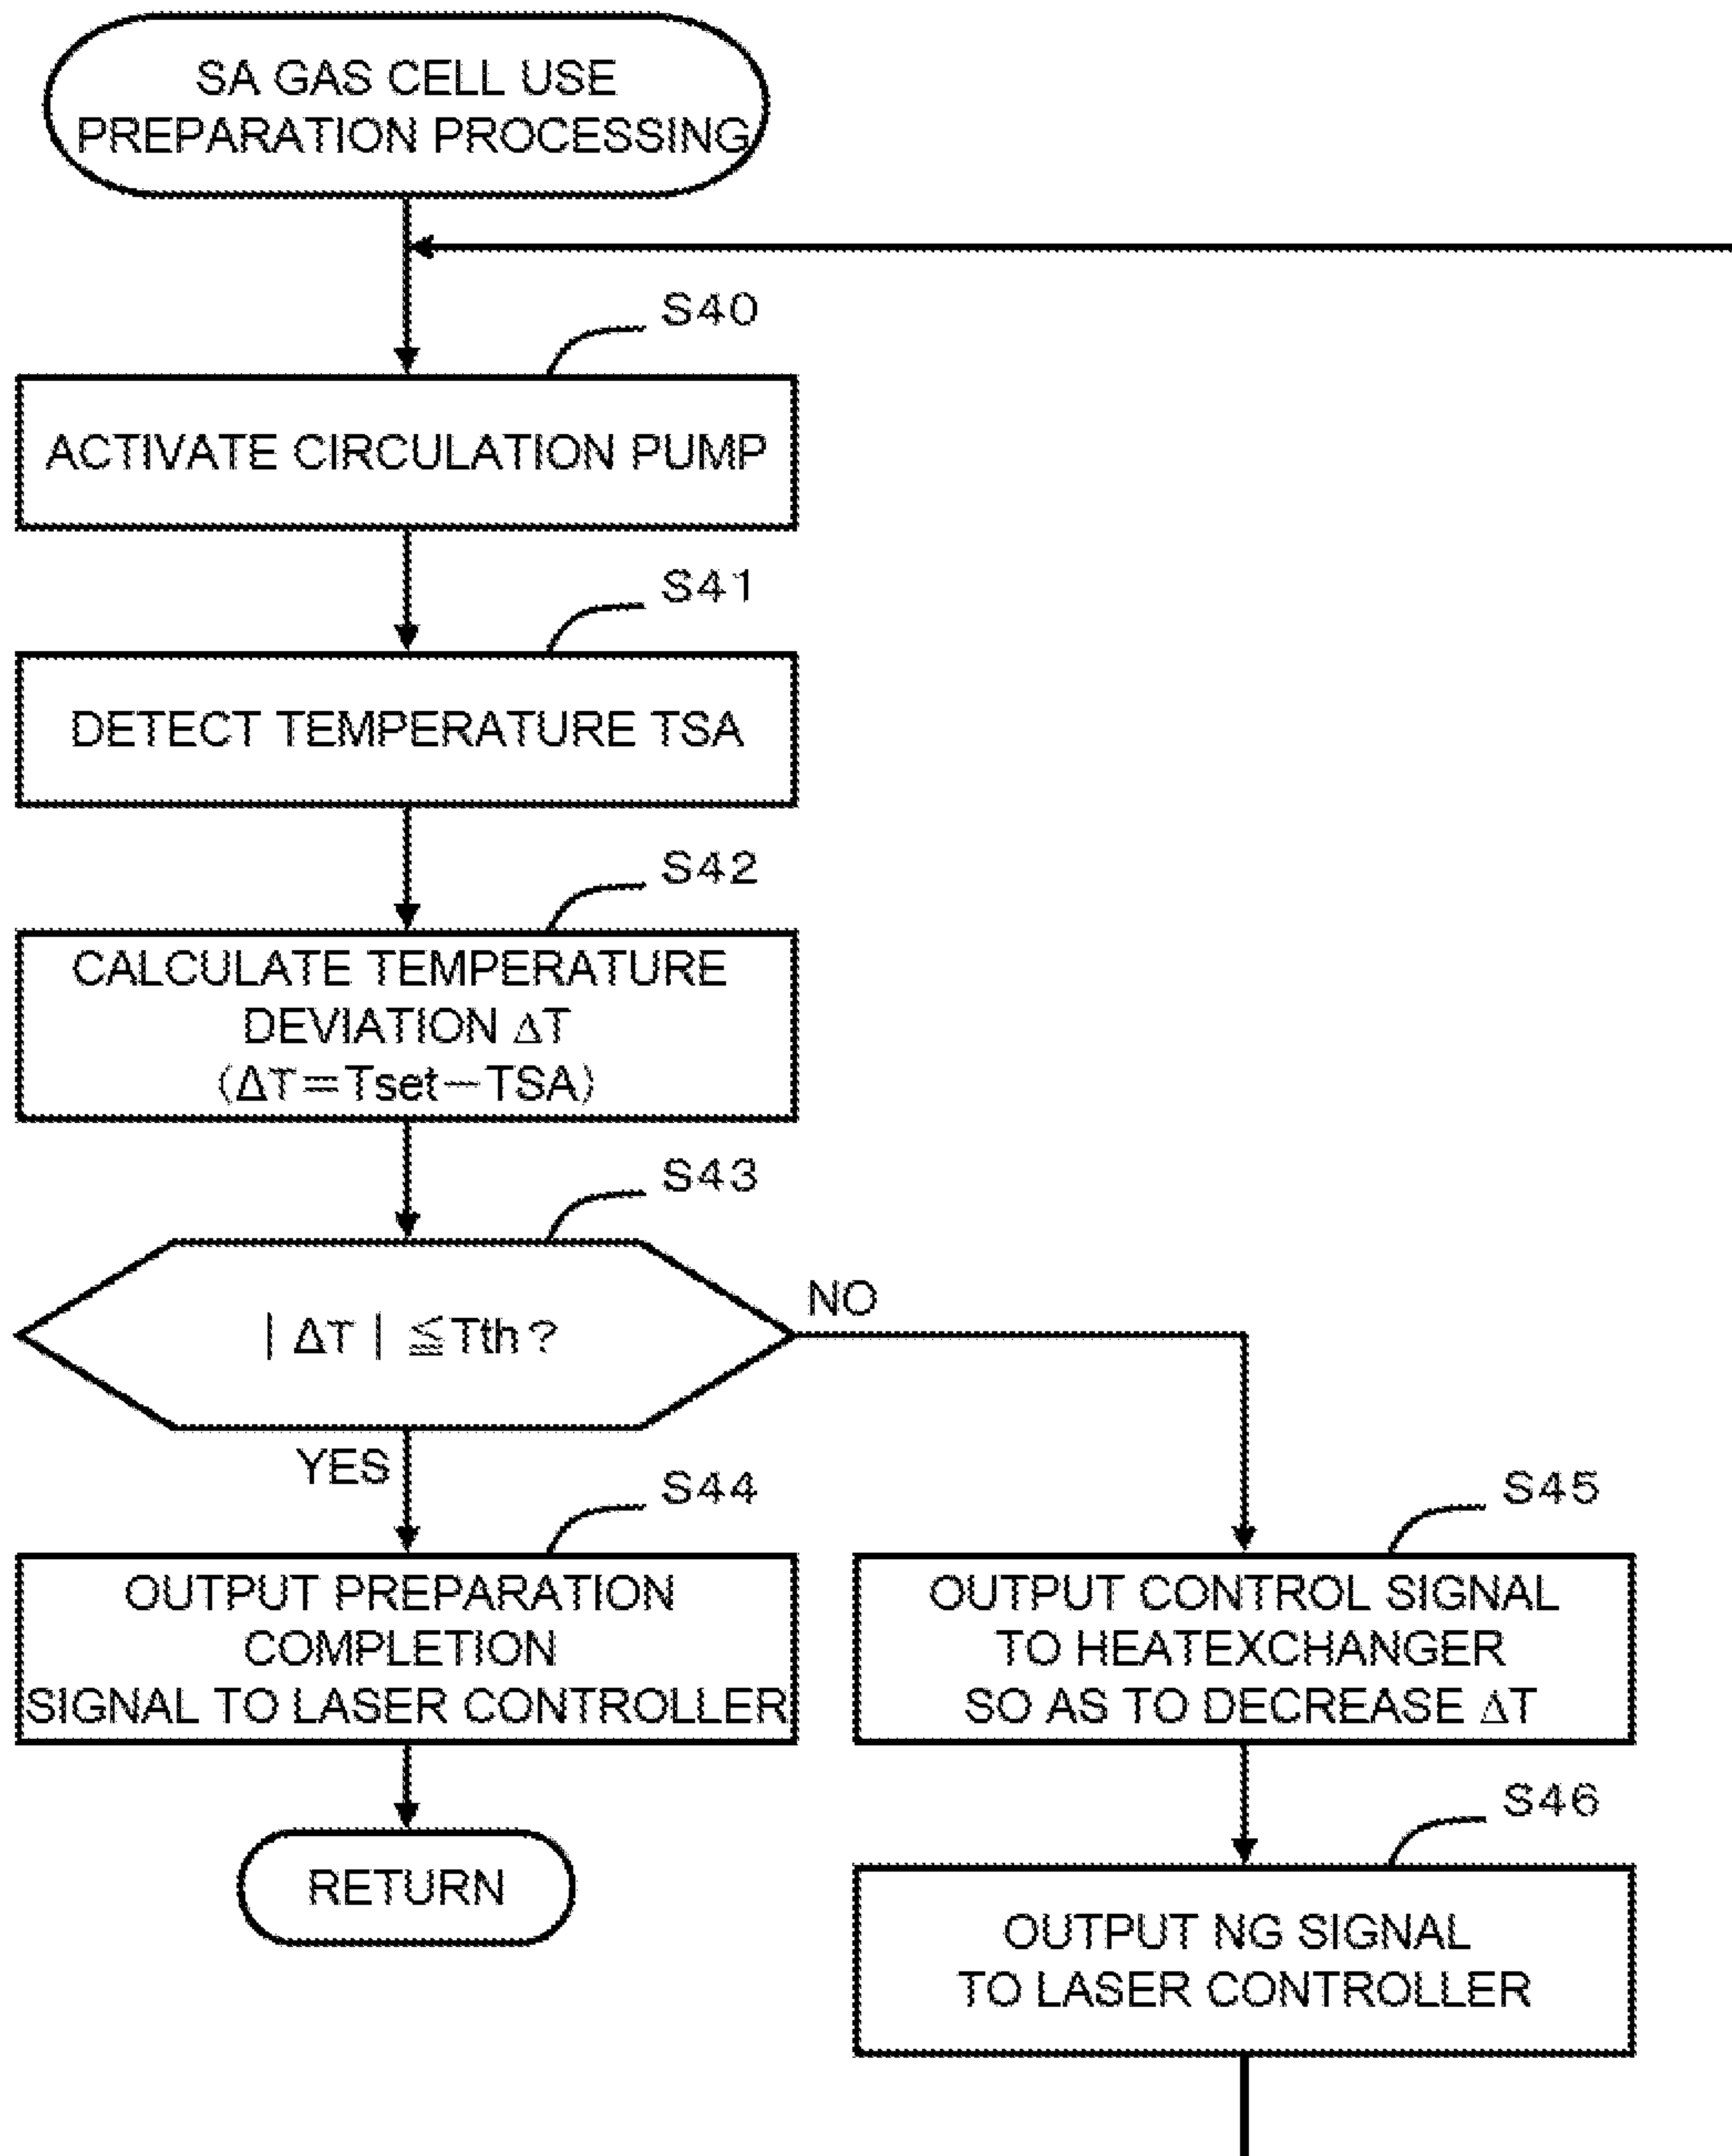 SA GAS CELL USE
PREPARATION PROCESSING
S40
ACTIVATE CIRCULATION PUMP
S41
DETECT TEMPERATURE TSA
S42
CALCULATE TEMPERATURE
DEVIATION ΔT
(ΔT=Tset-TSA)
S43
| ΔT | ≦Tth?
NO
YES
S44
OUTPUT PREPARATION
COMPLETION
SIGNAL TO LASER CONTROLLER
RETURN
S45
OUTPUT CONTROL SIGNAL
TO HEATEXCHANGER
SO AS TO DECREASE ΔT
S46
OUTPUT NG SIGNAL
TO LASER CONTROLLER